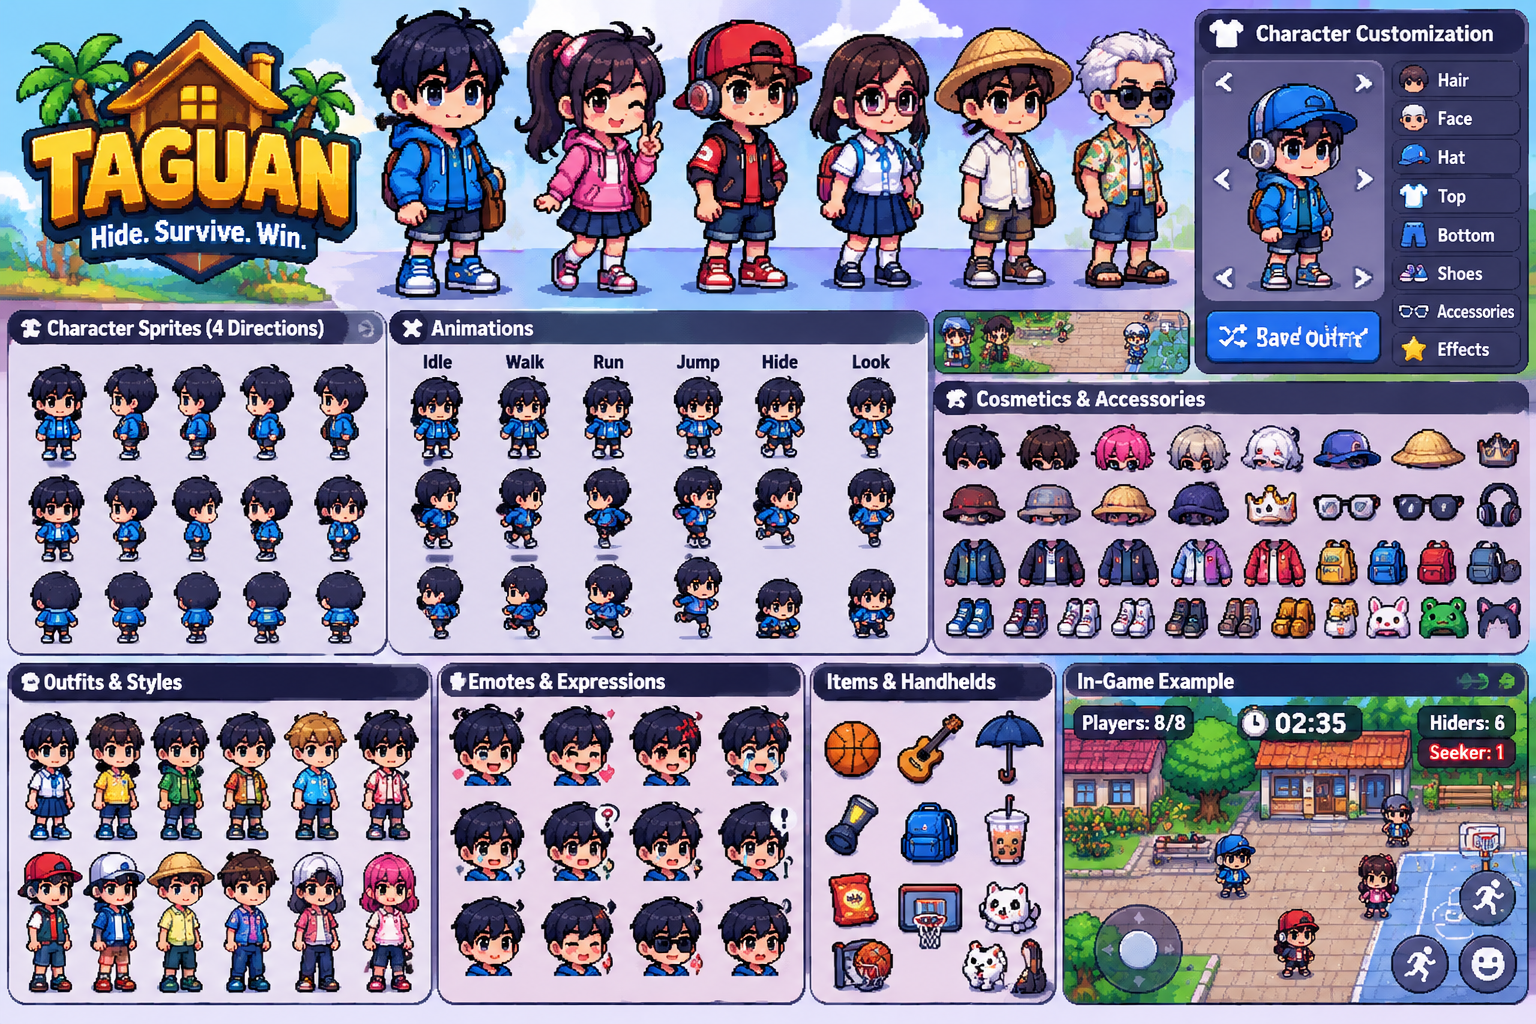 TAGUAN
Hide. Survive. Win.
Character Customization
Hair
Face
Hat
Top
Bottom
Shoes
Accessories
Effects
Character Sprites (4 Directions)
Animations
Idle
Walk
Run
Jump
Hide
Look
Cosmetics & Accessories
Outfits & Styles
Emotes & Expressions
?
!
Items & Handhelds
In-Game Example
Players: 8/8
02:35
Hiders: 6
Seeker: 1